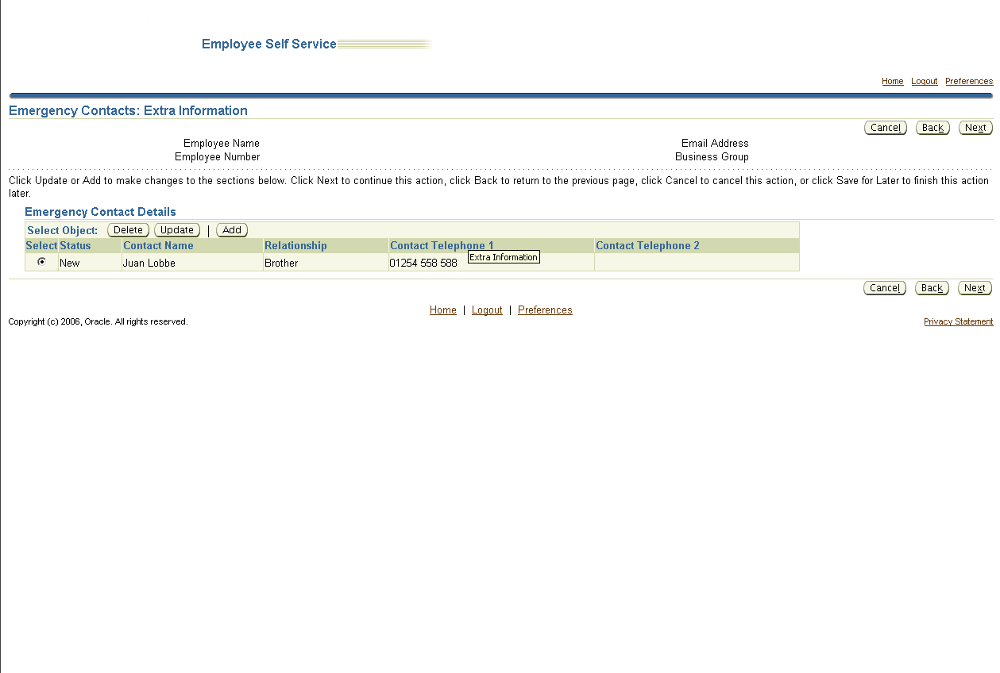 Employee Self Service
Home Logout Preferences
Emergency Contacts: Extra Information
Cancel Back Next
Employee Name Email Address
Employee Number Business Group
Click Update or Add to make changes to the sections below. Click Next to continue this action, click Back to return to the previous page, click Cancel to cancel this action, or click Save for Later to finish this action
later.
Emergency Contact Details
Select Object: Delete Update | Add
Select Status Contact Name Relationship Contact Telephone 1 Contact Telephone 2
Extra Information
New Juan Lobbe Brother 01254 558 588
Cancel Back Next
Home | Logout | Preferences
Copyright (c) 2006, Oracle. All rights reserved. Privacy Statement